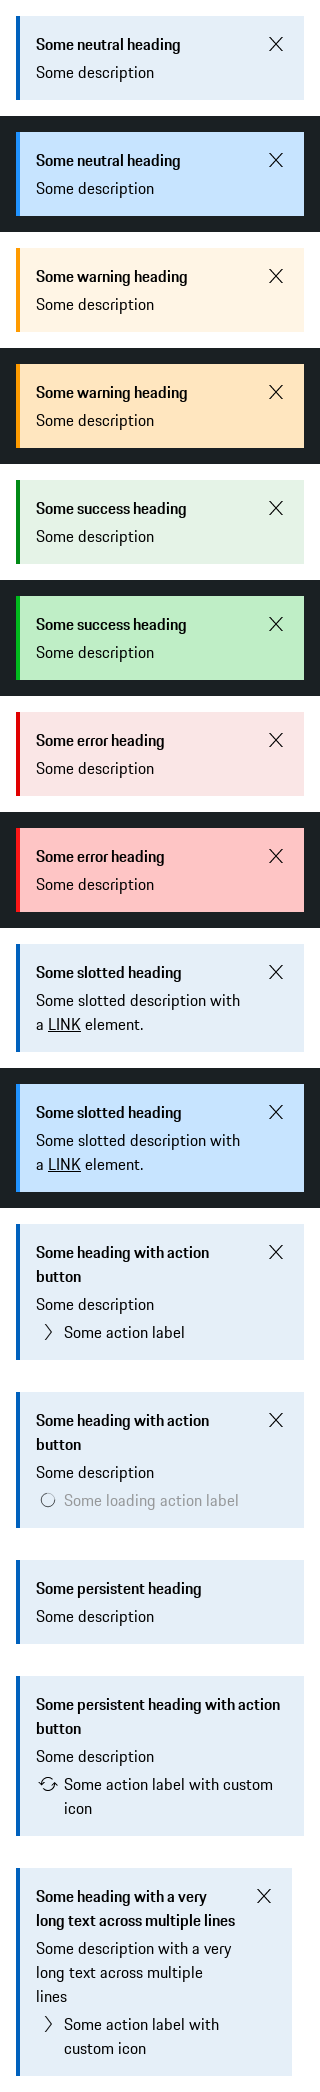 Some neutral heading
Some description
Some neutral heading
Some description
Some warning heading
Some description
Some warning heading
Some description
Some success heading
Some description
Some success heading
Some description
Some error heading
Some description
Some error heading
Some description
Some slotted heading
Some slotted description with
a LINK element.
Some slotted heading
Some slotted description with
a LINK element.
Some heading with action
button
Some description
Some action label
Some heading with action
button
Some description
Some loading action label
Some persistent heading
Some description
Some persistent heading with action
button
Some description
Some action label with custom
icon
Some heading with a very
long text across multiple lines
Some description with a very
long text across multiple
lines
Some action label with
custom icon